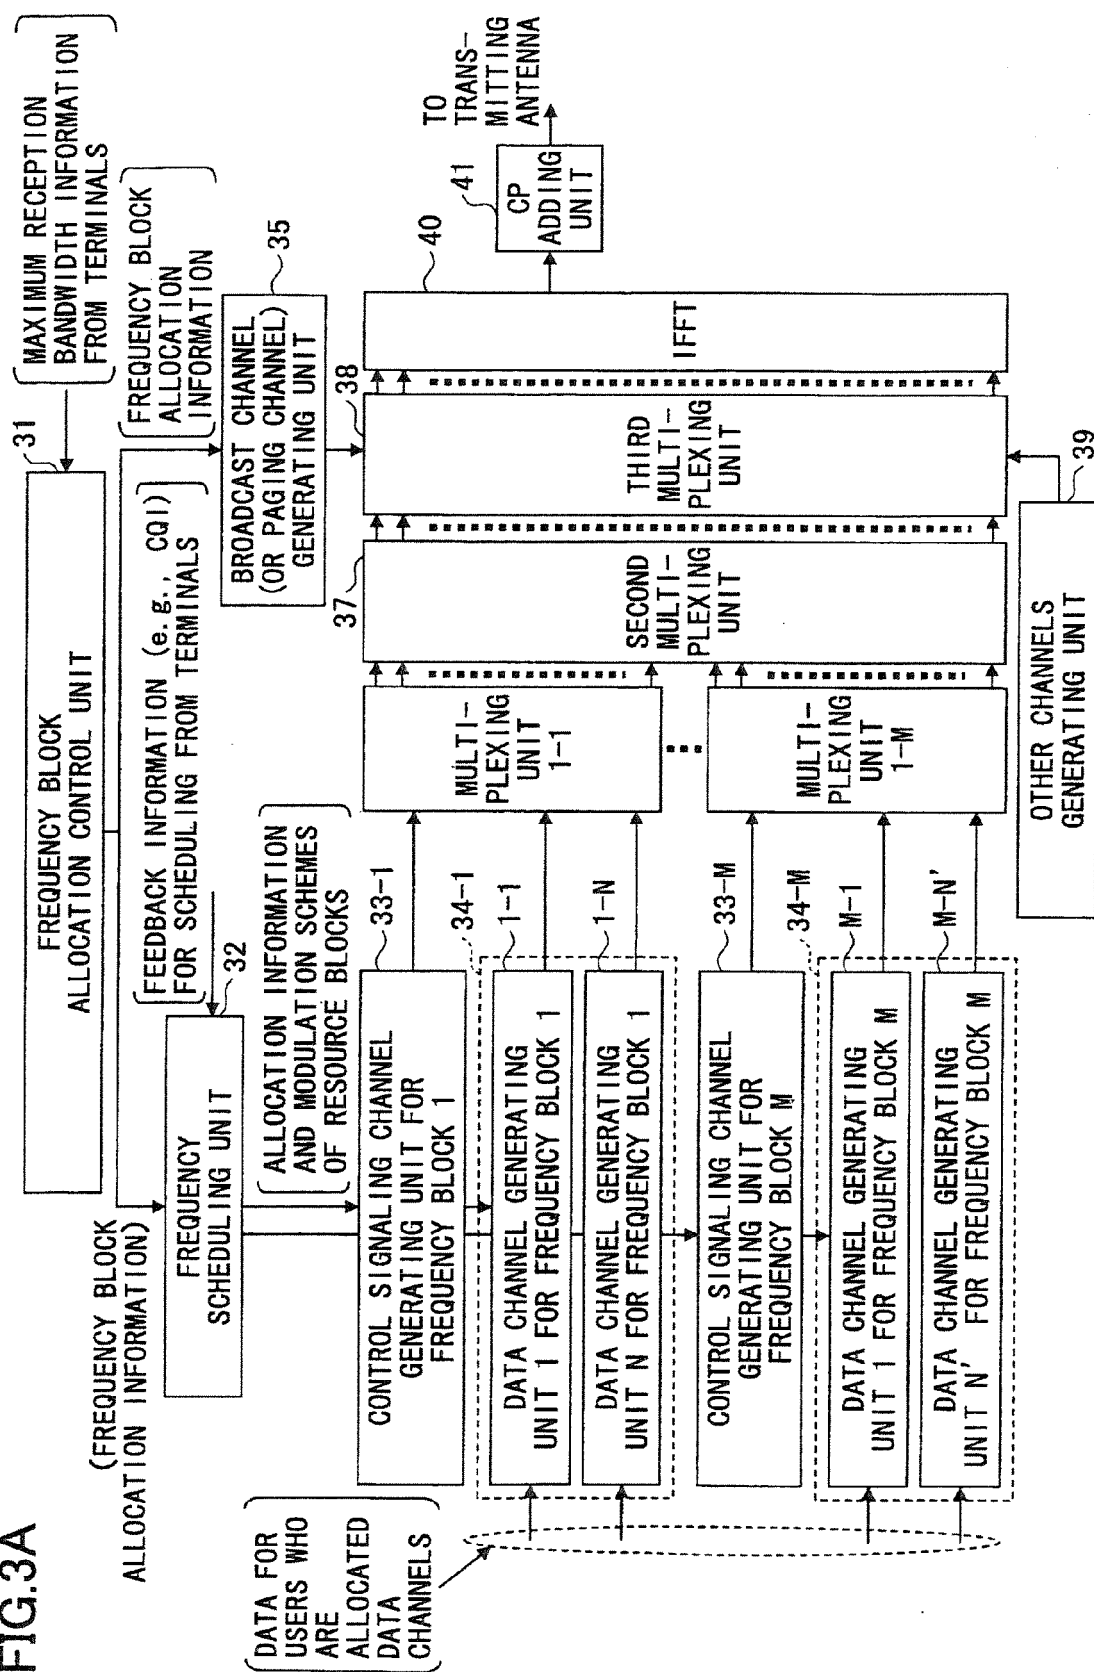 FIG.3A
MAXIMUM RECEPTION
BANDWIDTH INFORMATION
FROM TERMINALS
31
FREQUENCY BLOCK
ALLOCATION CONTROL UNIT
(FREQUENCY BLOCK
ALLOCATION INFORMATION)
FREQUENCY BLOCK
ALLOCATION
INFORMATION
FEEDBACK INFORMATION (e.g., CQI)
FOR SCHEDULING FROM TERMINALS
32
FREQUENCY
SCHEDULING UNIT
35
BROADCAST CHANNEL
(OR PAGING CHANNEL)
GENERATING UNIT
ALLOCATION INFORMATION
AND MODULATION SCHEMES
OF RESOURCE BLOCKS
DATA FOR
USERS WHO
ARE
ALLOCATED
DATA
CHANNELS
33-1
CONTROL SIGNALING CHANNEL
GENERATING UNIT FOR
FREQUENCY BLOCK 1
34-1
1-1
DATA CHANNEL GENERATING
UNIT 1 FOR FREQUENCY BLOCK 1
1-N
DATA CHANNEL GENERATING
UNIT N FOR FREQUENCY BLOCK 1
33-M
CONTROL SIGNALING CHANNEL
GENERATING UNIT FOR
FREQUENCY BLOCK M
34-M
M-1
DATA CHANNEL GENERATING
UNIT 1 FOR FREQUENCY BLOCK M
M-N'
DATA CHANNEL GENERATING
UNIT N' FOR FREQUENCY BLOCK M
MULTI-
PLEXING
UNIT
1-1
MULTI-
PLEXING
UNIT
1-M
37
SECOND
MULTI-
PLEXING
UNIT
38
THIRD
MULTI-
PLEXING
UNIT
39
OTHER CHANNELS
GENERATING UNIT
40
IFFT
41
CP
ADDING
UNIT
TO
TRANS-
MITTING
ANTENNA